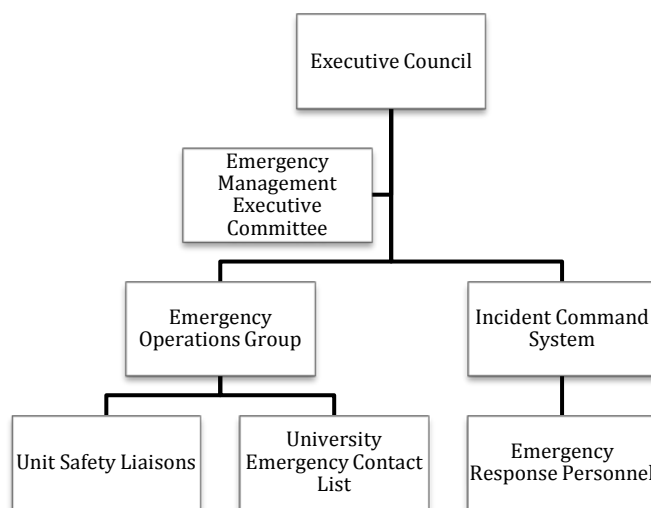 Executive Council
Emergency
Management
Executive
Committee
Emergency
Operations Group
Incident Command
System
Unit Safety Liaisons
University
Emergency Contact
List
Emergency
Response Personnel